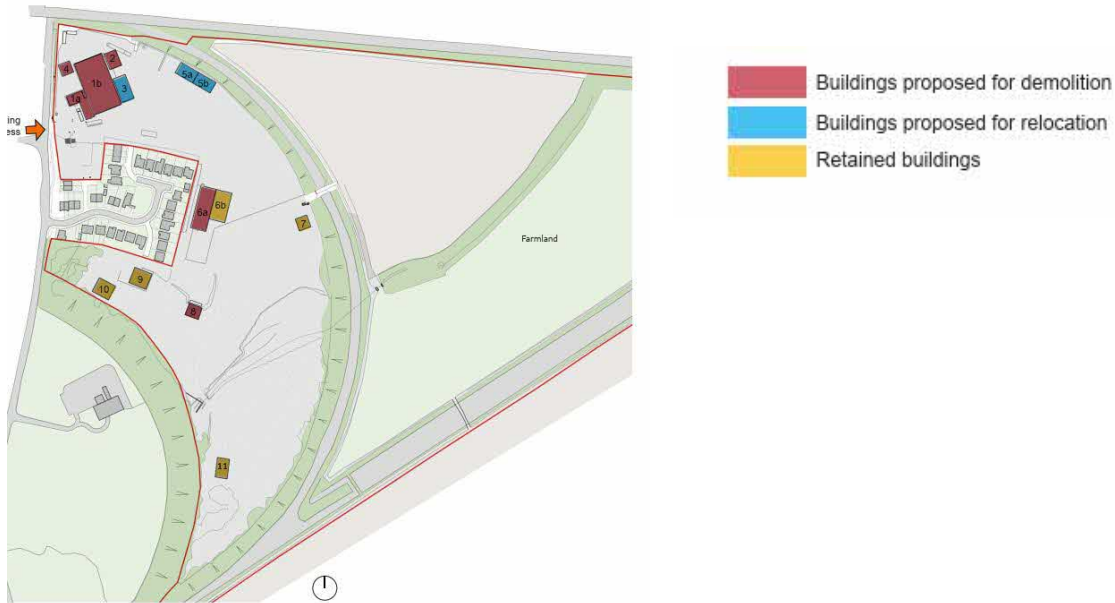 2
4
1b
3
1a
5a/5b
ing
ess
6a
6b
7
9
10
8
11
Farmland
Buildings proposed for demolition
Buildings proposed for relocation
Retained buildings